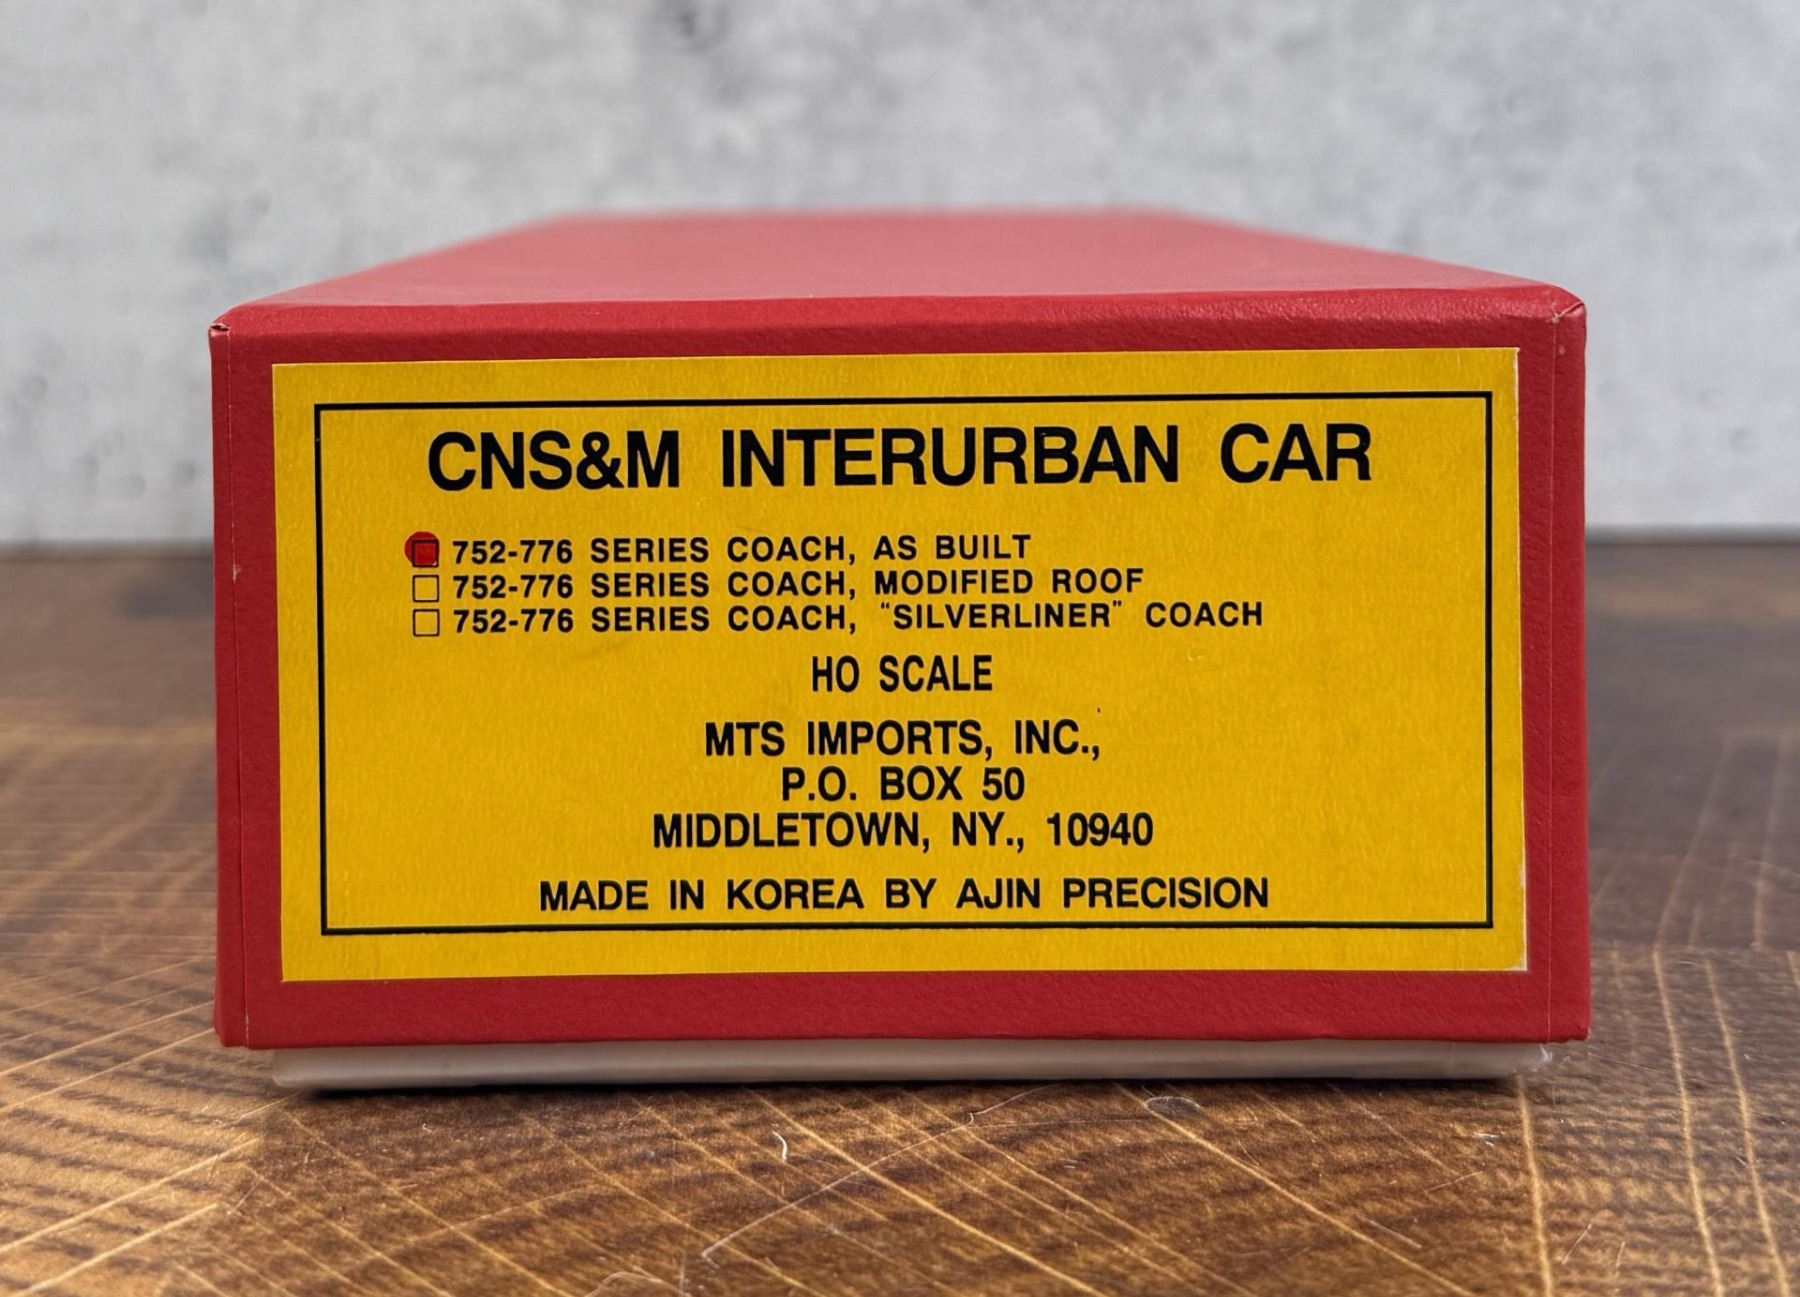 CNS&M INTERURBAN CAR
752-776 SERIES COACH, AS BUILT
752-776 SERIES COACH, MODIFIED ROOF
752-776 SERIES COACH, "SILVERLINER" COACH
HO SCALE
MTS IMPORTS, INC.,
P.O. BOX 50
MIDDLETOWN, NY., 10940
MADE IN KOREA BY AJIN PRECISION